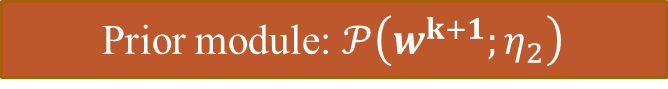 Prior module: 𝒫(𝒘ᵏ⁺¹; η₂)